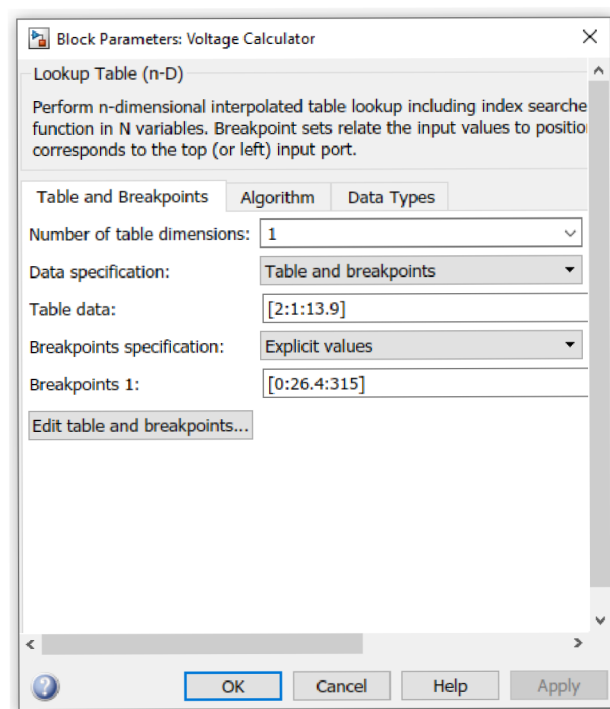 Block Parameters: Voltage Calculator
Lookup Table (n-D)
Perform n-dimensional interpolated table lookup including index searche
function in N variables. Breakpoint sets relate the input values to positio
corresponds to the top (or left) input port.
Table and Breakpoints Algorithm Data Types
Number of table dimensions: 1
Data specification: Table and breakpoints
Table data: [2:1:13.9]
Breakpoints specification: Explicit values
Breakpoints 1: [0:26.4:315]
Edit table and breakpoints...
? OK Cancel Help Apply